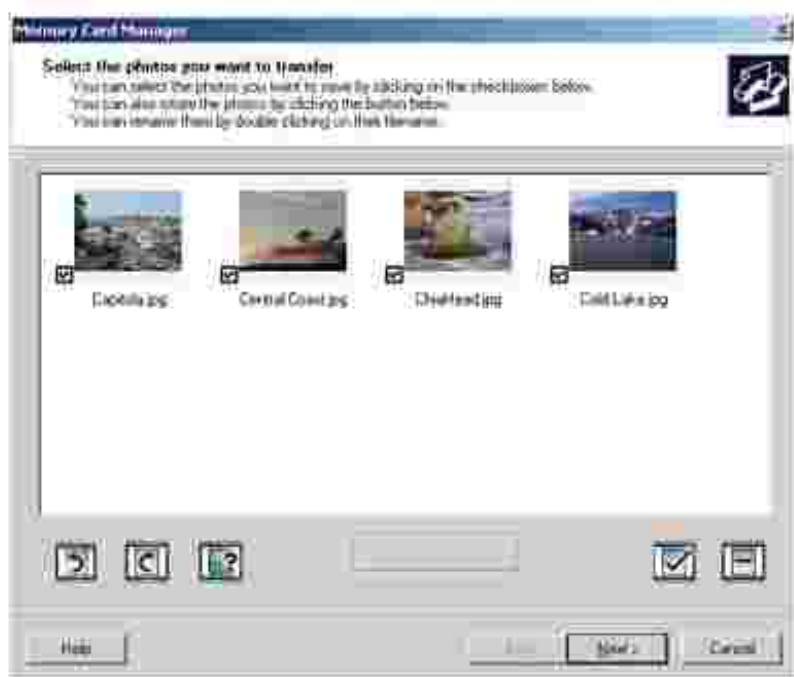 Memory Card Manager
Select the photos you want to transfer
You can select the photos you want to save by clicking on the checkboxes below.
You can also rotate the photos by clicking the button below.
You can rename them by double clicking on their filename.
Capitola.jpg
Central Coast.jpg
Cold Lake.jpg
?
Help
Next >
Cancel